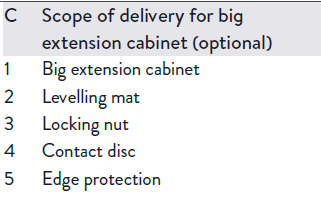 C Scope of delivery for big
extension cabinet (optional)
1 Big extension cabinet
2 Levelling mat
3 Locking nut
4 Contact disc
5 Edge protection